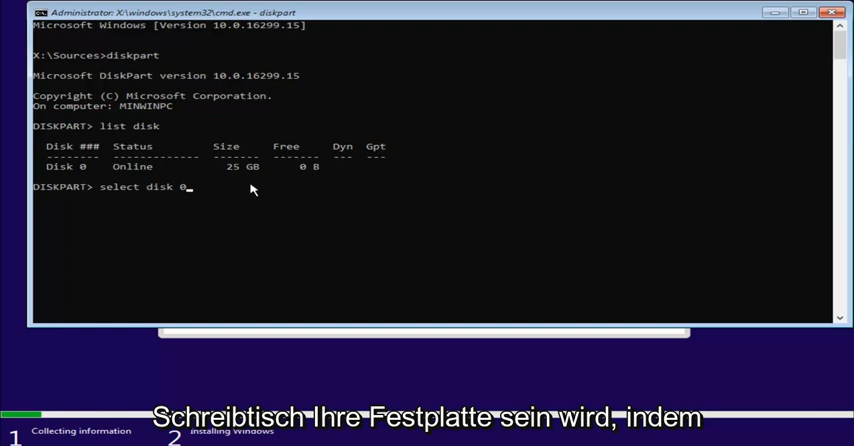 Administrator: X:\windows\system32\cmd.exe - diskpart
Microsoft Windows [Version 10.0.16299.15]
X:\Sources>diskpart
Microsoft DiskPart version 10.0.16299.15
Copyright (C) Microsoft Corporation.
On computer: MINWINPC
DISKPART> list disk
Disk ### Status Size Free Dyn Gpt
-------- ------------- ------- ------- --- ---
Disk 0 Online 25 GB 0 B
DISKPART> select disk 0_
Schreibtisch Ihre Festplatte sein wird, indem
1 Collecting information 2 Installing Windows